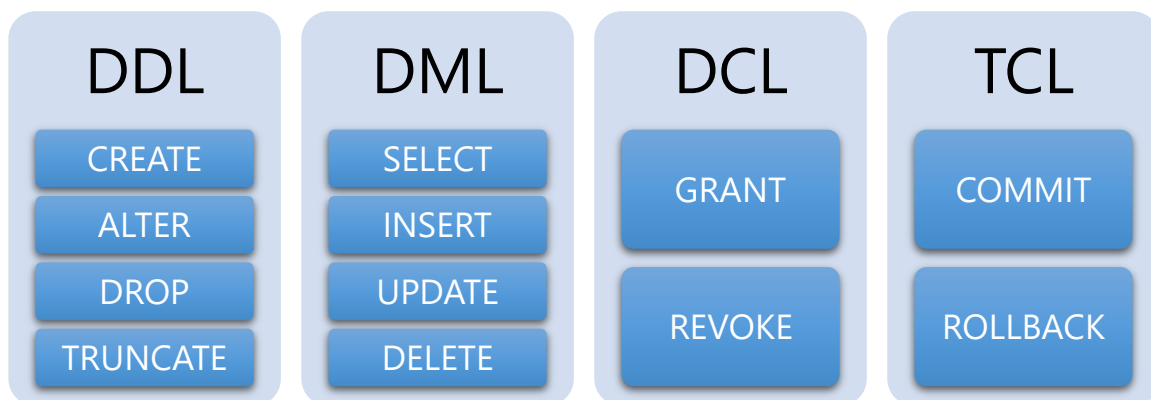 DDL
CREATE
ALTER
DROP
TRUNCATE
DML
SELECT
INSERT
UPDATE
DELETE
DCL
GRANT
REVOKE
TCL
COMMIT
ROLLBACK